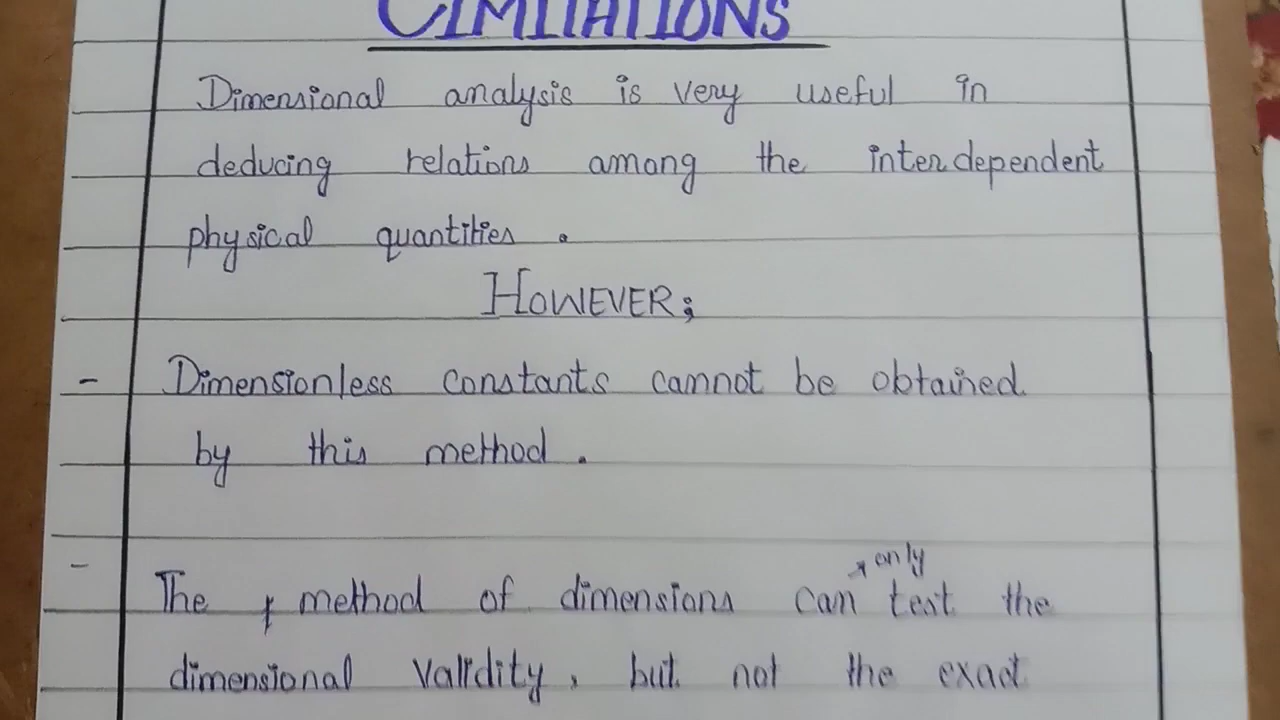 LIMITATIONS
Dimensional analysis is very useful in
deducing relations among the interdependent
physical quantities .
HOWEVER;
- Dimensionless constants cannot be obtained
by this method .
only
- The method of dimensions can test the
dimensional validity, but not the exact